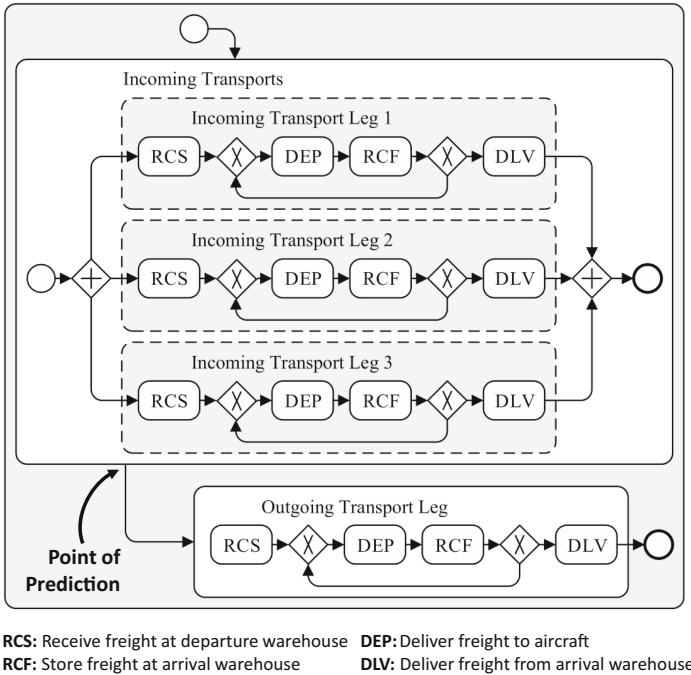 Incoming Transports
Incoming Transport Leg 1
RCS X DEP RCF X DLV
Incoming Transport Leg 2
RCS X DEP RCF X DLV
Incoming Transport Leg 3
RCS X DEP RCF X DLV
Outgoing Transport Leg
RCS X DEP RCF X DLV
Point of
Prediction
RCS: Receive freight at departure warehouse DEP: Deliver freight to aircraft
RCF: Store freight at arrival warehouse DLV: Deliver freight from arrival warehouse